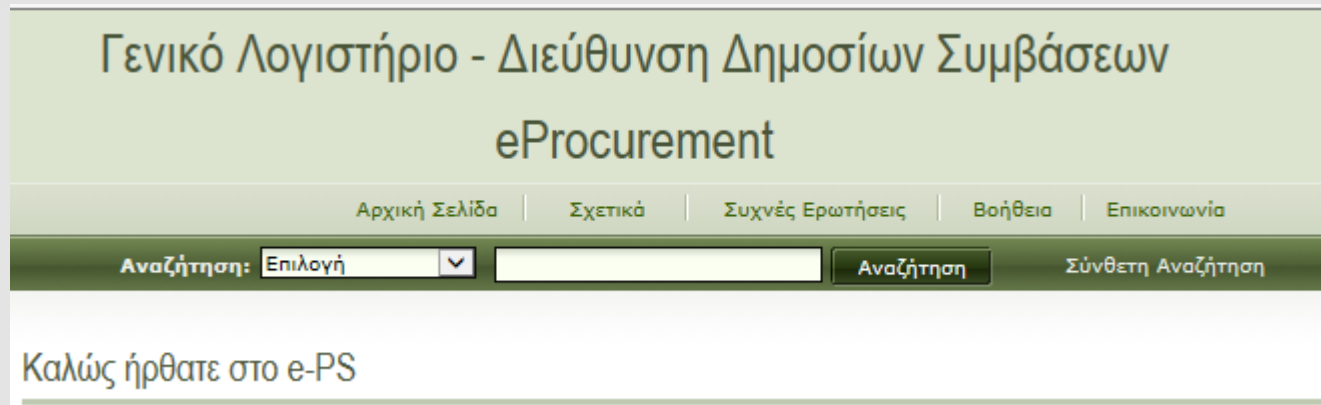 Γενικό Λογιστήριο - Διεύθυνση Δημοσίων Συμβάσεων
eProcurement
Αρχική Σελίδα Σχετικά Συχνές Ερωτήσεις Βοήθεια Επικοινωνία
Αναζήτηση: Επιλογή Αναζήτηση Σύνθετη Αναζήτηση
Καλώς ήρθατε στο e-PS